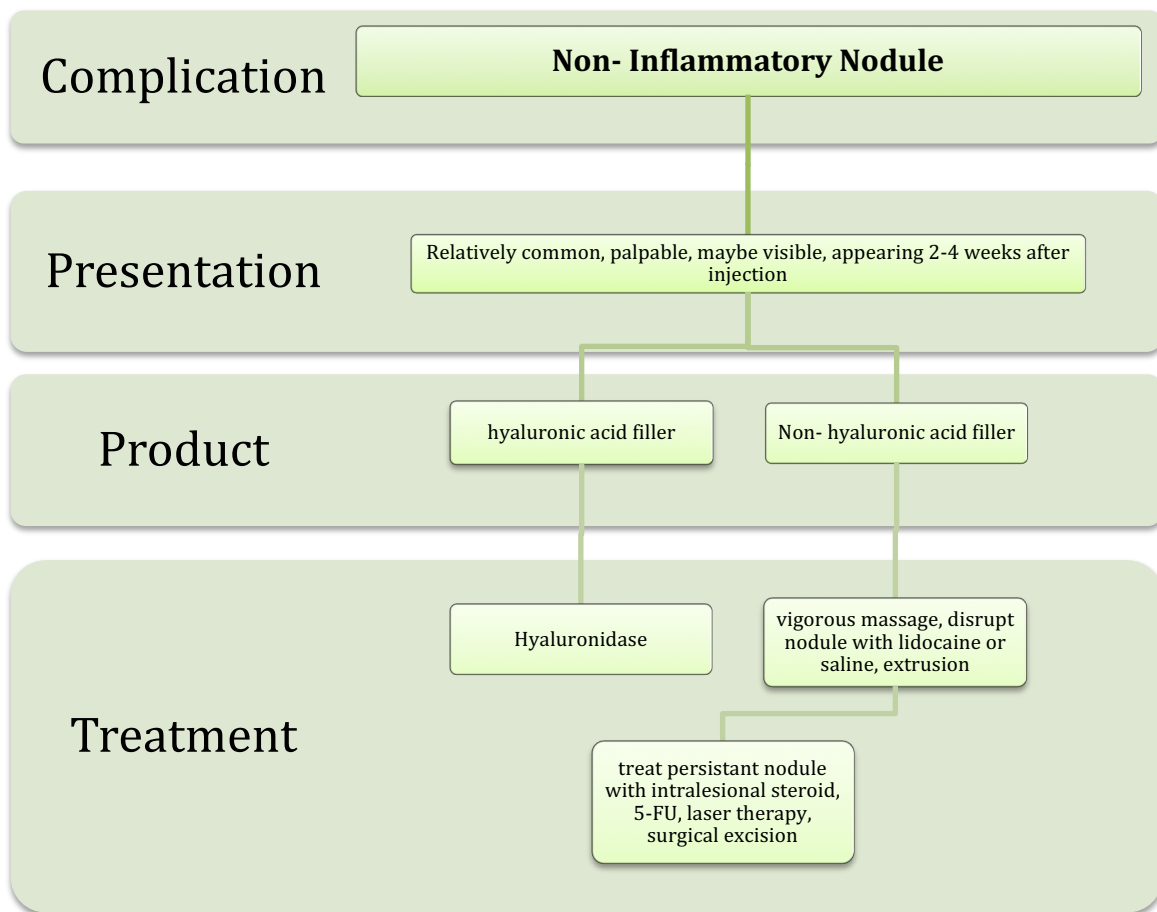 Complication
Non- Inflammatory Nodule
Presentation
Relatively common, palpable, maybe visible, appearing 2-4 weeks after
injection
Product
hyaluronic acid filler
Non- hyaluronic acid filler
Treatment
Hyaluronidase
vigorous massage, disrupt
nodule with lidocaine or
saline, extrusion
treat persistant nodule
with intralesional steroid,
5-FU, laser therapy,
surgical excision